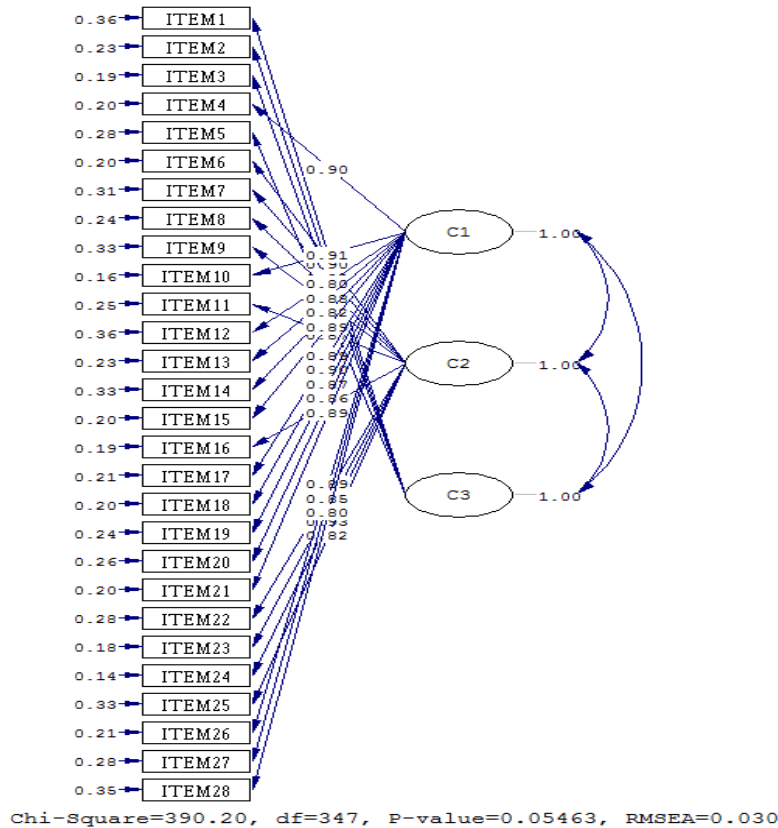 0.36 ITEM1
0.23 ITEM2
0.19 ITEM3
0.20 ITEM4
0.28 ITEM5
0.20 ITEM6
0.31 ITEM7
0.24 ITEM8
0.33 ITEM9
0.16 ITEM10
0.25 ITEM11
0.36 ITEM12
0.23 ITEM13
0.33 ITEM14
0.20 ITEM15
0.19 ITEM16
0.21 ITEM17
0.20 ITEM18
0.24 ITEM19
0.26 ITEM20
0.20 ITEM21
0.28 ITEM22
0.18 ITEM23
0.14 ITEM24
0.33 ITEM25
0.21 ITEM26
0.28 ITEM27
0.35 ITEM28
0.90
0.91
0.80
0.82
0.87
0.86
0.89
0.89
0.85
0.80
0.82
C1 1.00
C2 1.00
C3 1.00
Chi-Square=390.20, df=347, P-value=0.05463, RMSEA=0.030